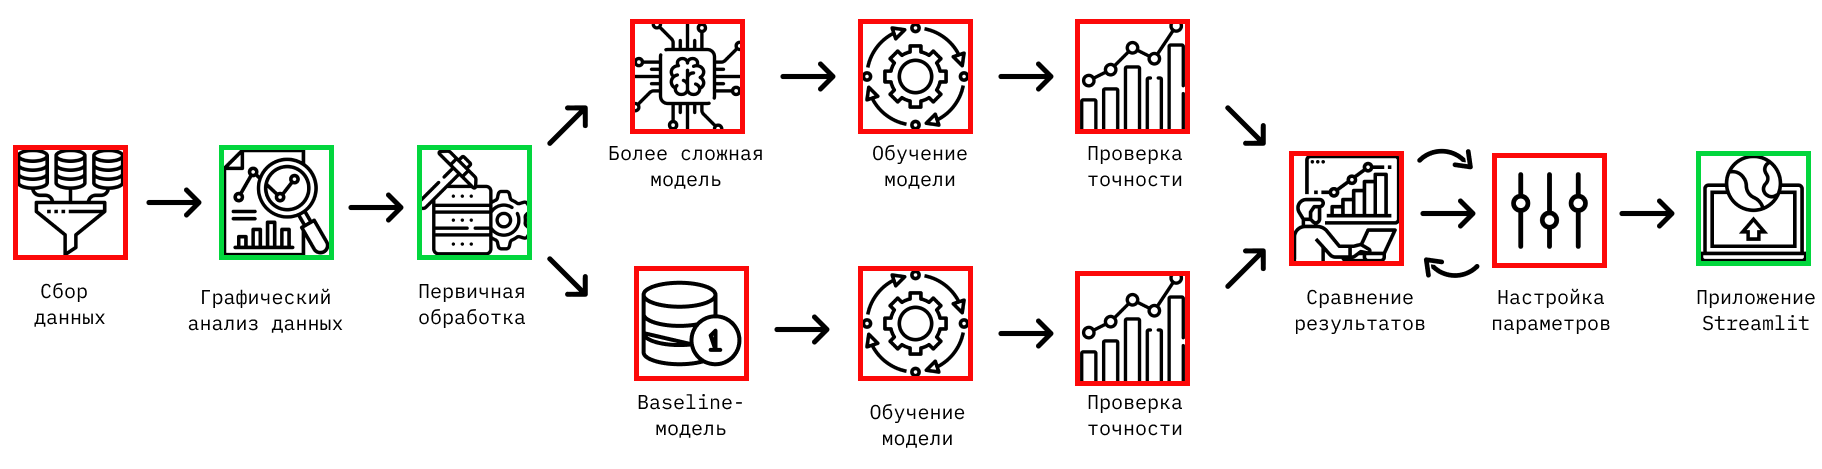 Сбор
данных
Графический
анализ данных
Первичная
обработка
Более сложная
модель
Обучение
модели
Проверка
точности
1
Baseline-
модель
Обучение
модели
Проверка
точности
Сравнение
результатов
Настройка
параметров
Приложение
Streamlit